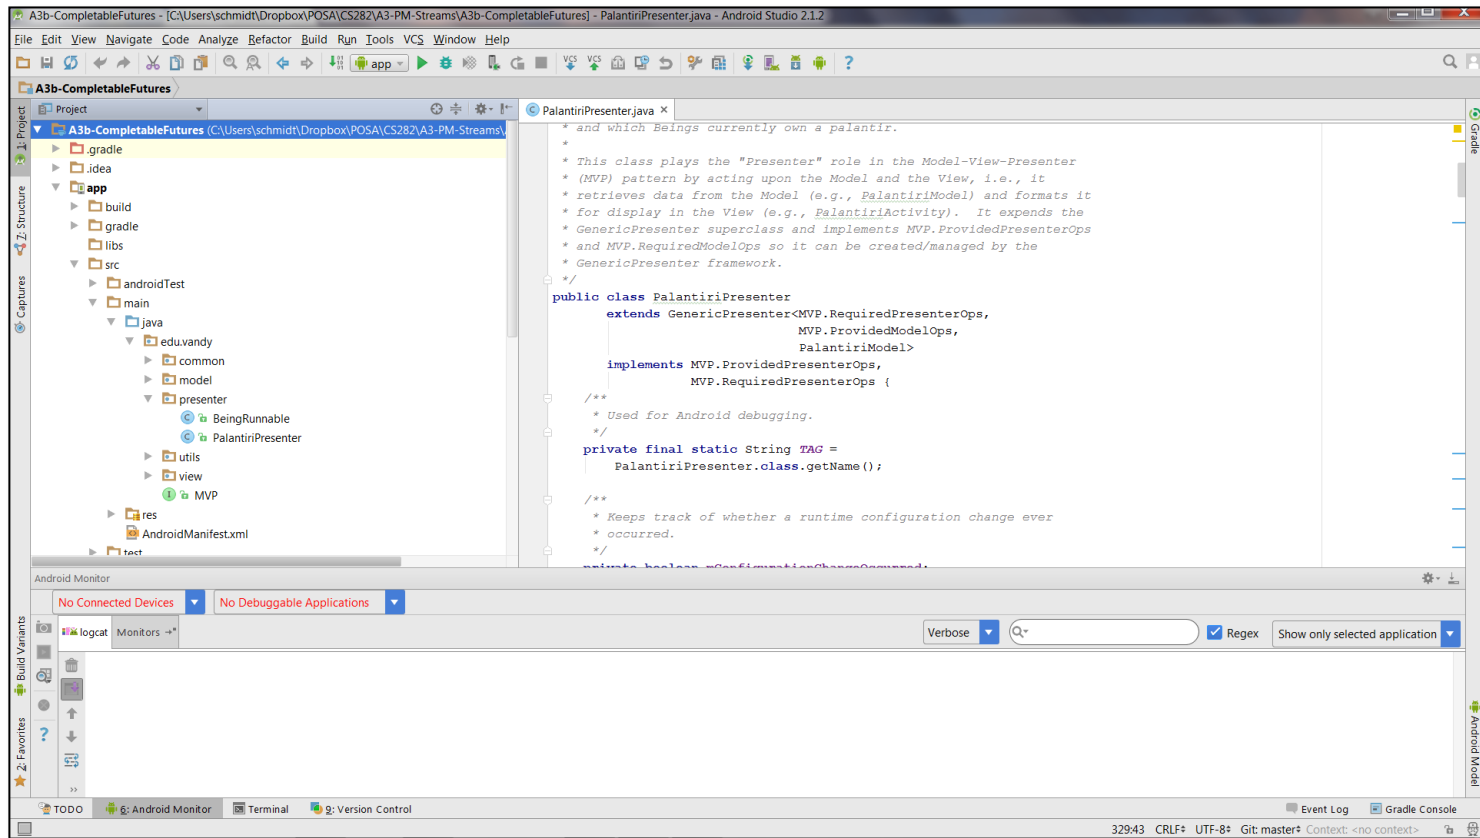 A3b-CompletableFutures - [C:\Users\schmidt\Dropbox\POSA\CS282\A3-PM-Streams\A3b-CompletableFutures] - PalantiriPresenter.java - Android Studio 2.1.2
File Edit View Navigate Code Analyze Refactor Build Run Tools VCS Window Help
app
VCS VCS
?
A3b-CompletableFutures
Project
PalantiriPresenter.java ×
1: Project
Z: Structure
Captures
Build Variants
2: Favorites
A3b-CompletableFutures (C:\Users\schmidt\Dropbox\POSA\CS282\A3-PM-Streams\
.gradle
.idea
app
build
gradle
libs
src
androidTest
main
java
edu.vandy
common
model
presenter
BeingRunnable
PalantiriPresenter
utils
view
MVP
res
AndroidManifest.xml
test
* and which Beings currently own a palantir.
*
* This class plays the "Presenter" role in the Model-View-Presenter
* (MVP) pattern by acting upon the Model and the View, i.e., it
* retrieves data from the Model (e.g., PalantiriModel) and formats it
* for display in the View (e.g., PalantiriActivity).  It expends the
* GenericPresenter superclass and implements MVP.ProvidedPresenterOps
* and MVP.RequiredModelOps so it can be created/managed by the
* GenericPresenter framework.
*/
public class PalantiriPresenter
extends GenericPresenter<MVP.RequiredPresenterOps,
MVP.ProvidedModelOps,
PalantiriModel>
implements MVP.ProvidedPresenterOps,
MVP.RequiredPresenterOps {
/**
* Used for Android debugging.
*/
private final static String TAG =
PalantiriPresenter.class.getName();
/**
* Keeps track of whether a runtime configuration change ever
* occurred.
*/
private boolean mConfigurationChangeOccurred;
Gradle
Android Model
Android Monitor
No Connected Devices No Debuggable Applications
logcat Monitors
Verbose Regex Show only selected application
?
TODO 6: Android Monitor Terminal 9: Version Control Event Log Gradle Console
329:43 CRLF UTF-8 Git: master Context: <no context>